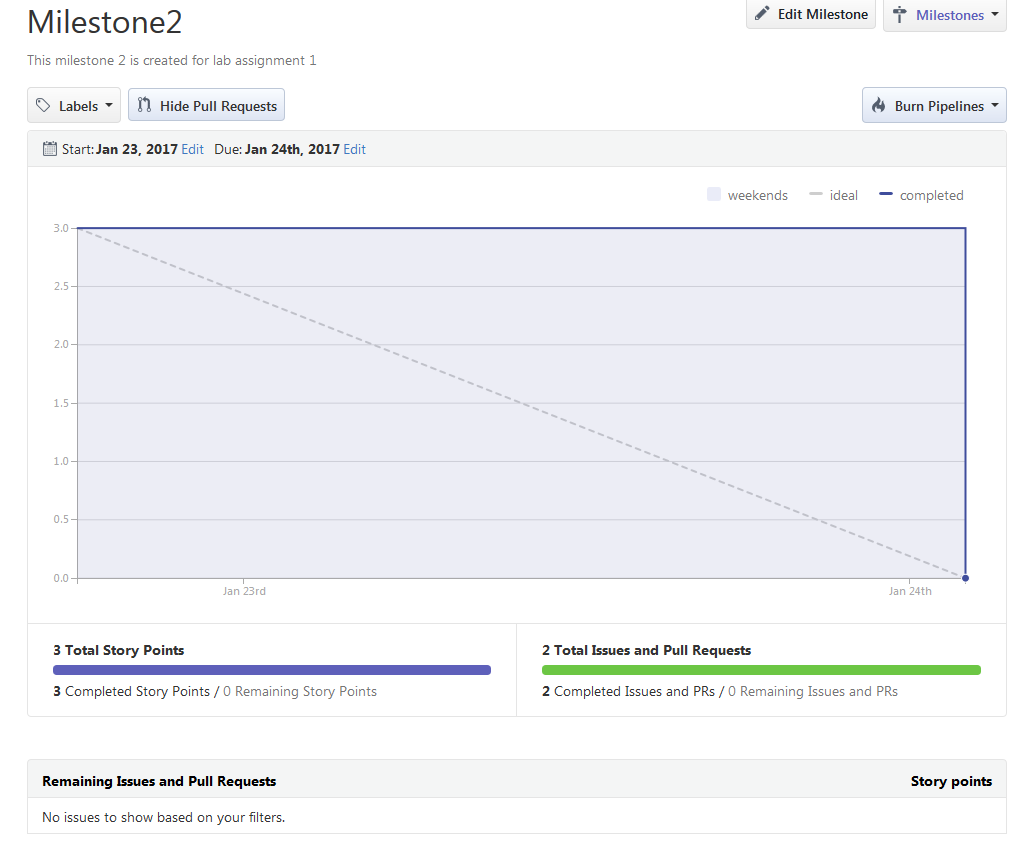 Milestone2
Edit Milestone
Milestones
This milestone 2 is created for lab assignment 1
Labels
Hide Pull Requests
Burn Pipelines
Start: Jan 23, 2017 Edit Due: Jan 24th, 2017 Edit
weekends ideal completed
3.0
2.5
2.0
1.5
1.0
0.5
0.0
Jan 23rd Jan 24th
3 Total Story Points
3 Completed Story Points / 0 Remaining Story Points
2 Total Issues and Pull Requests
2 Completed Issues and PRs / 0 Remaining Issues and PRs
Remaining Issues and Pull Requests Story points
No issues to show based on your filters.